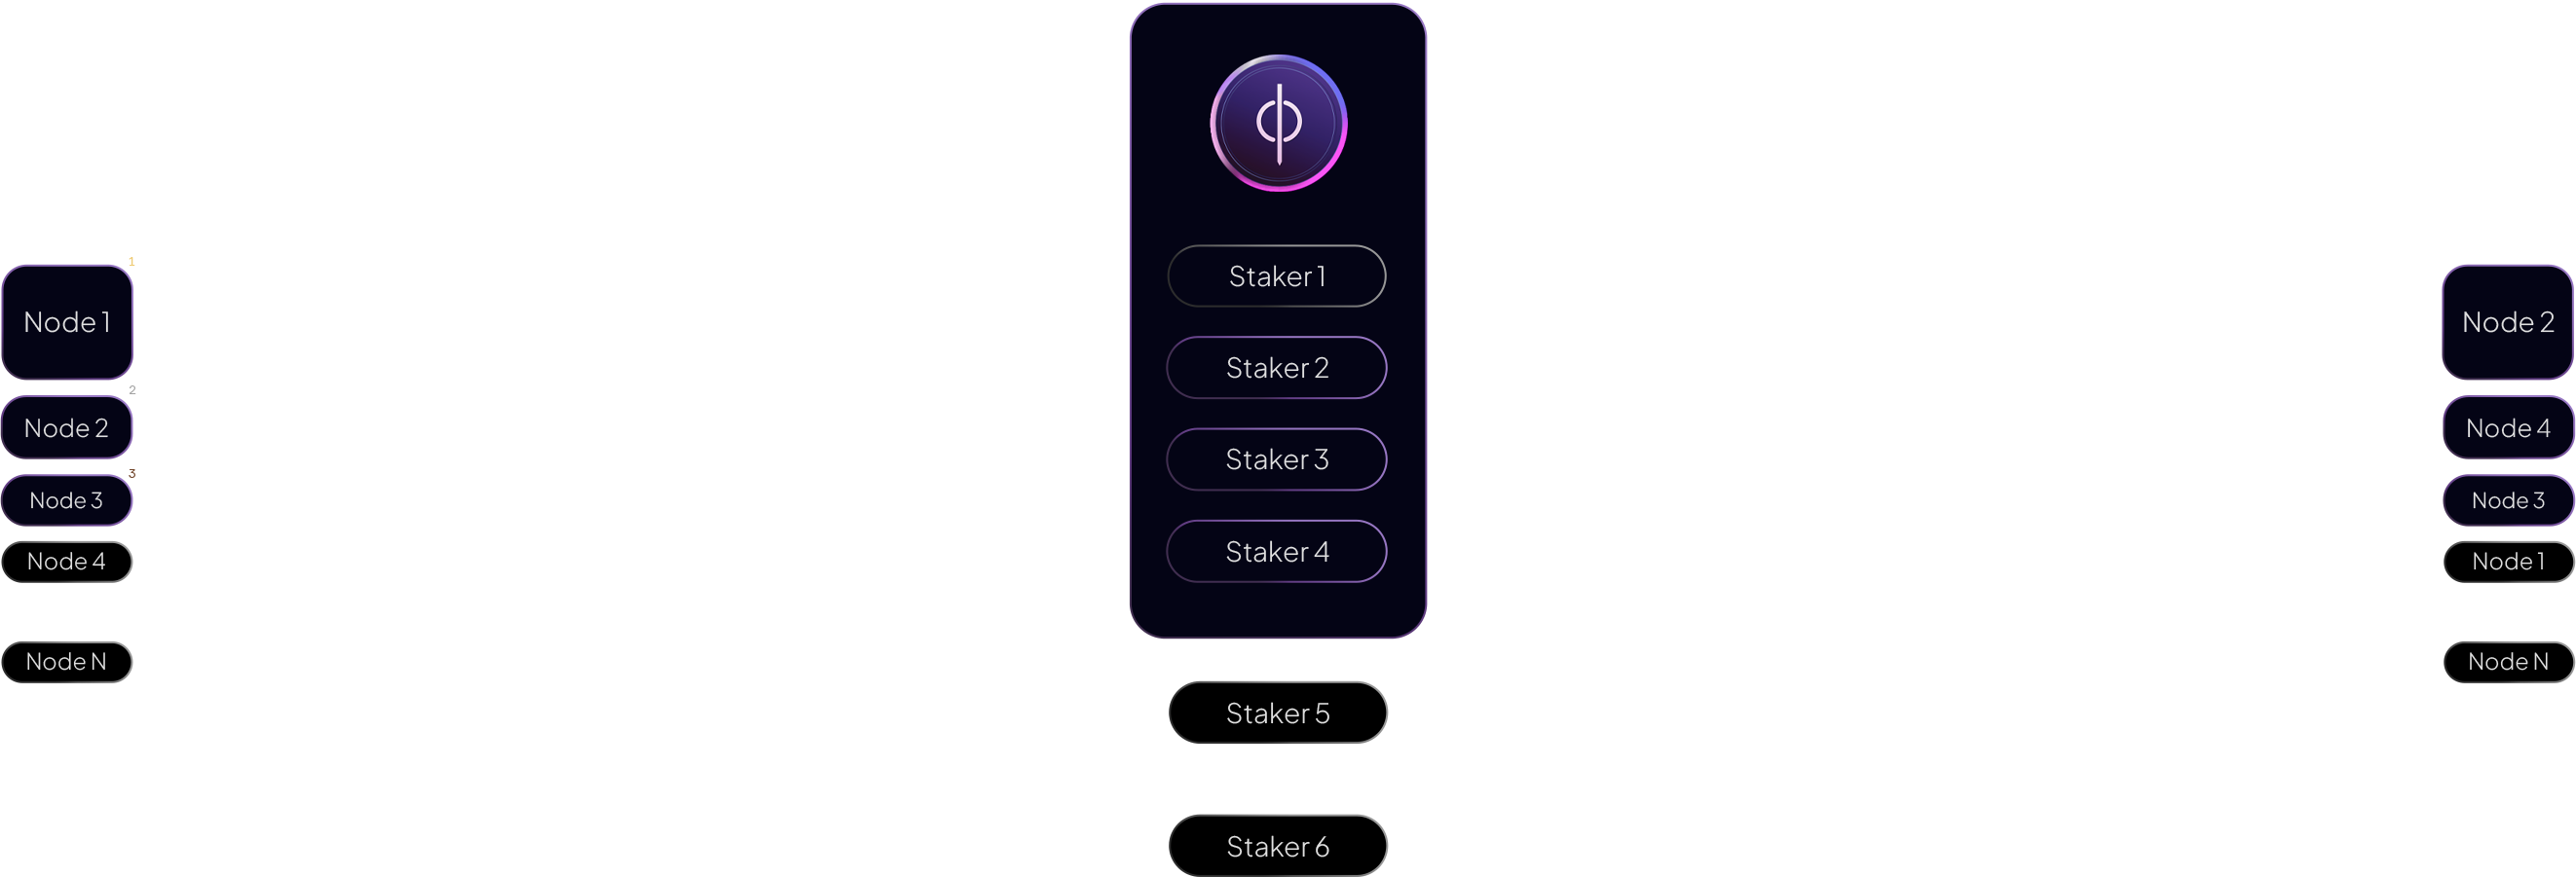 1
Node 1
2
Node 2
3
Node 3
Node 4
Node N
Staker 1
Staker 2
Staker 3
Staker 4
Staker 5
Staker 6
Node 2
Node 4
Node 3
Node 1
Node N